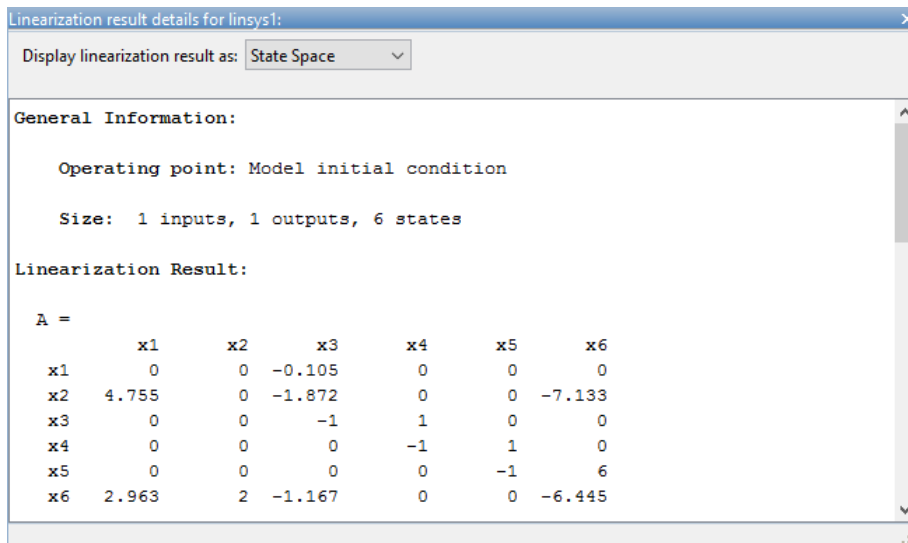 Linearization result details for linsys1:
Display linearization result as: State Space
General Information:
Operating point: Model initial condition
Size: 1 inputs, 1 outputs, 6 states
Linearization Result:
A =
x1 x2 x3 x4 x5 x6
x1 0 0 -0.105 0 0 0
x2 4.755 0 -1.872 0 0 -7.133
x3 0 0 -1 1 0 0
x4 0 0 0 -1 1 0
x5 0 0 0 0 -1 6
x6 2.963 2 -1.167 0 0 -6.445